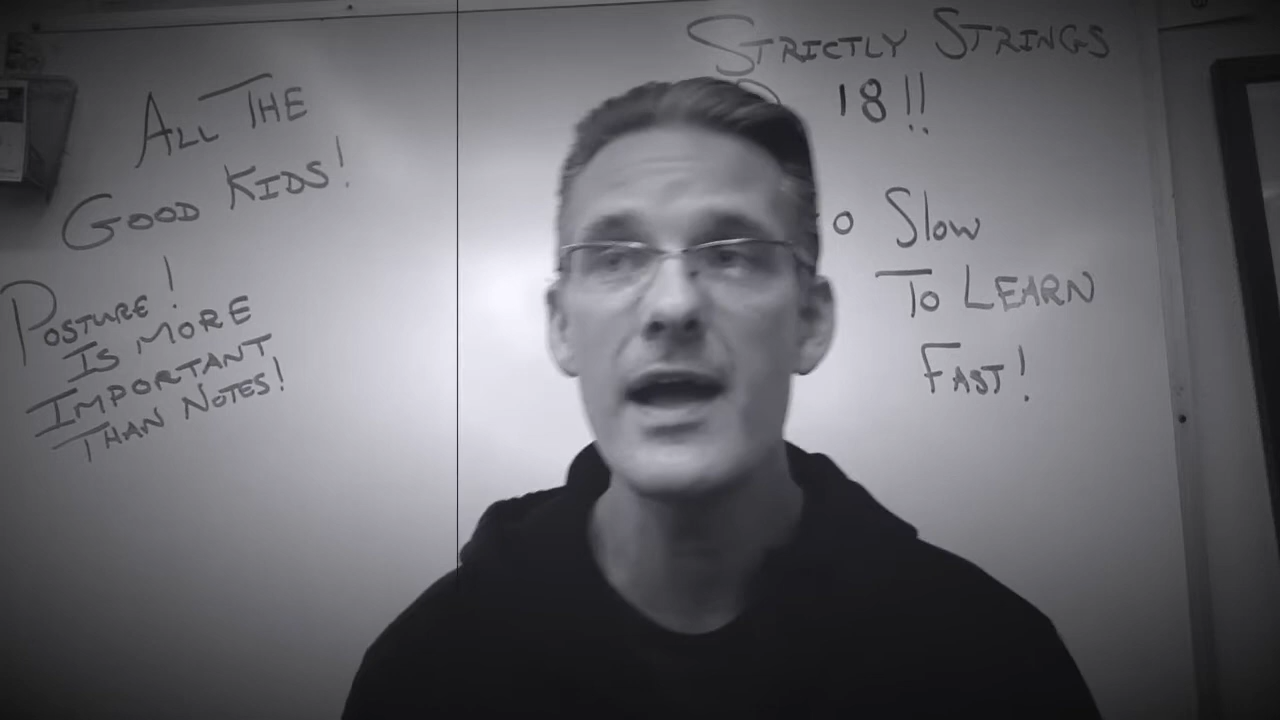 ALL THE
GOOD KIDS!
POSTURE!
IS MORE
IMPORTANT
THAN NOTES!
STRICTLY STRINGS
18!!
Slow
To LEARN
FAST!